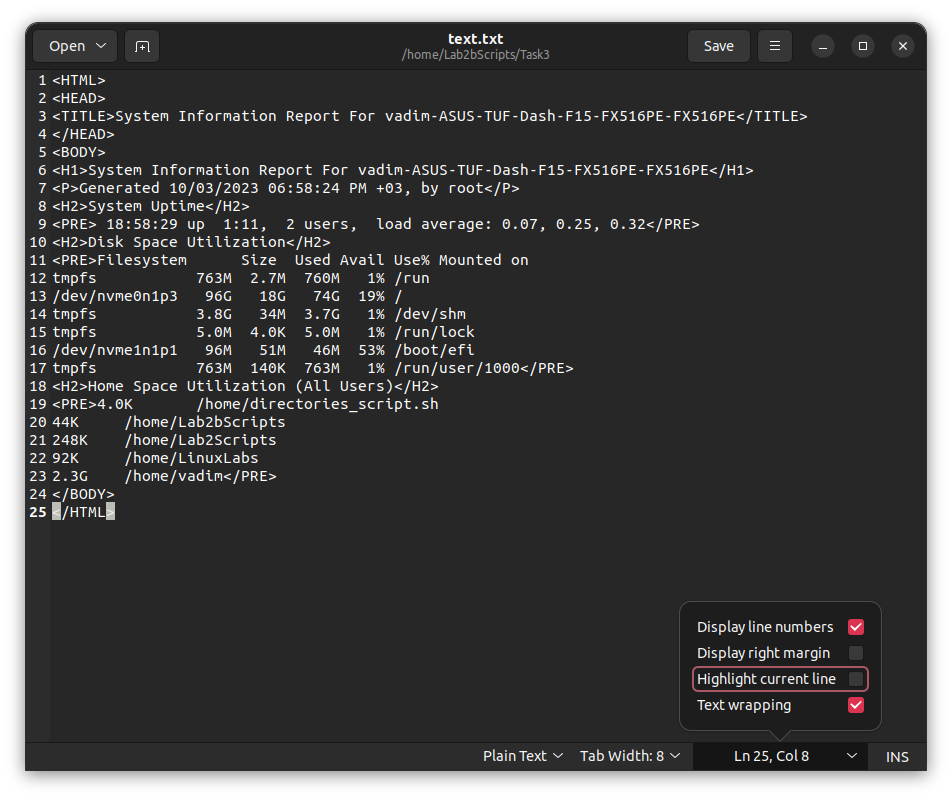 Open
text.txt
/home/Lab2bScripts/Task3
Save
1 <HTML>
2 <HEAD>
3 <TITLE>System Information Report For vadim-ASUS-TUF-Dash-F15-FX516PE-FX516PE</TITLE>
4 </HEAD>
5 <BODY>
6 <H1>System Information Report For vadim-ASUS-TUF-Dash-F15-FX516PE-FX516PE</H1>
7 <P>Generated 10/03/2023 06:58:24 PM +03, by root</P>
8 <H2>System Uptime</H2>
9 <PRE> 18:58:29 up  1:11,  2 users,  load average: 0.07, 0.25, 0.32</PRE>
10 <H2>Disk Space Utilization</H2>
11 <PRE>Filesystem      Size  Used Avail Use% Mounted on
12 tmpfs           763M  2.7M  760M   1% /run
13 /dev/nvme0n1p3   96G   18G   74G  19% /
14 tmpfs           3.8G   34M  3.7G   1% /dev/shm
15 tmpfs           5.0M  4.0K  5.0M   1% /run/lock
16 /dev/nvme1n1p1   96M   51M   46M  53% /boot/efi
17 tmpfs           763M  140K  763M   1% /run/user/1000</PRE>
18 <H2>Home Space Utilization (All Users)</H2>
19 <PRE>4.0K       /home/directories_script.sh
20 44K     /home/Lab2bScripts
21 248K    /home/Lab2Scripts
22 92K     /home/LinuxLabs
23 2.3G    /home/vadim</PRE>
24 </BODY>
25 </HTML>
Display line numbers
Display right margin
Highlight current line
Text wrapping
Plain Text
Tab Width: 8
Ln 25, Col 8
INS